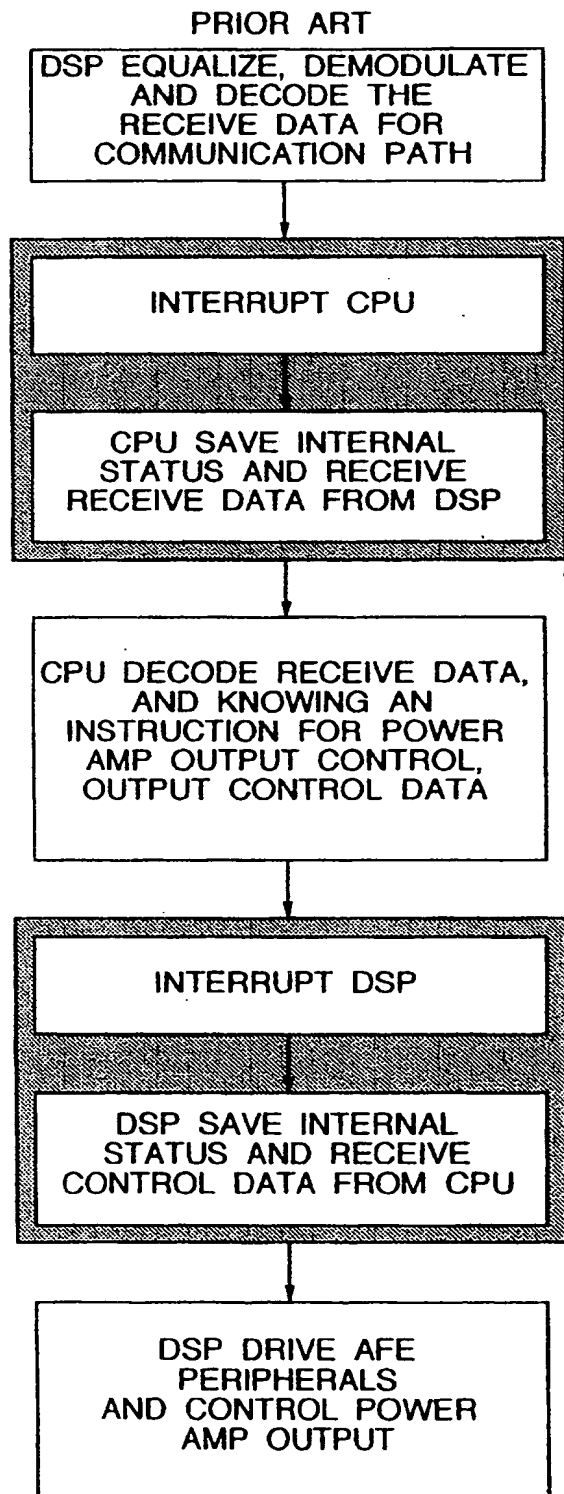 PRIOR ART
DSP EQUALIZE, DEMODULATE
AND DECODE THE
RECEIVE DATA FOR
COMMUNICATION PATH
INTERRUPT CPU
CPU SAVE INTERNAL
STATUS AND RECEIVE
RECEIVE DATA FROM DSP
CPU DECODE RECEIVE DATA,
AND KNOWING AN
INSTRUCTION FOR POWER
AMP OUTPUT CONTROL,
OUTPUT CONTROL DATA
INTERRUPT DSP
DSP SAVE INTERNAL
STATUS AND RECEIVE
CONTROL DATA FROM CPU
DSP DRIVE AFE
PERIPHERALS
AND CONTROL POWER
AMP OUTPUT